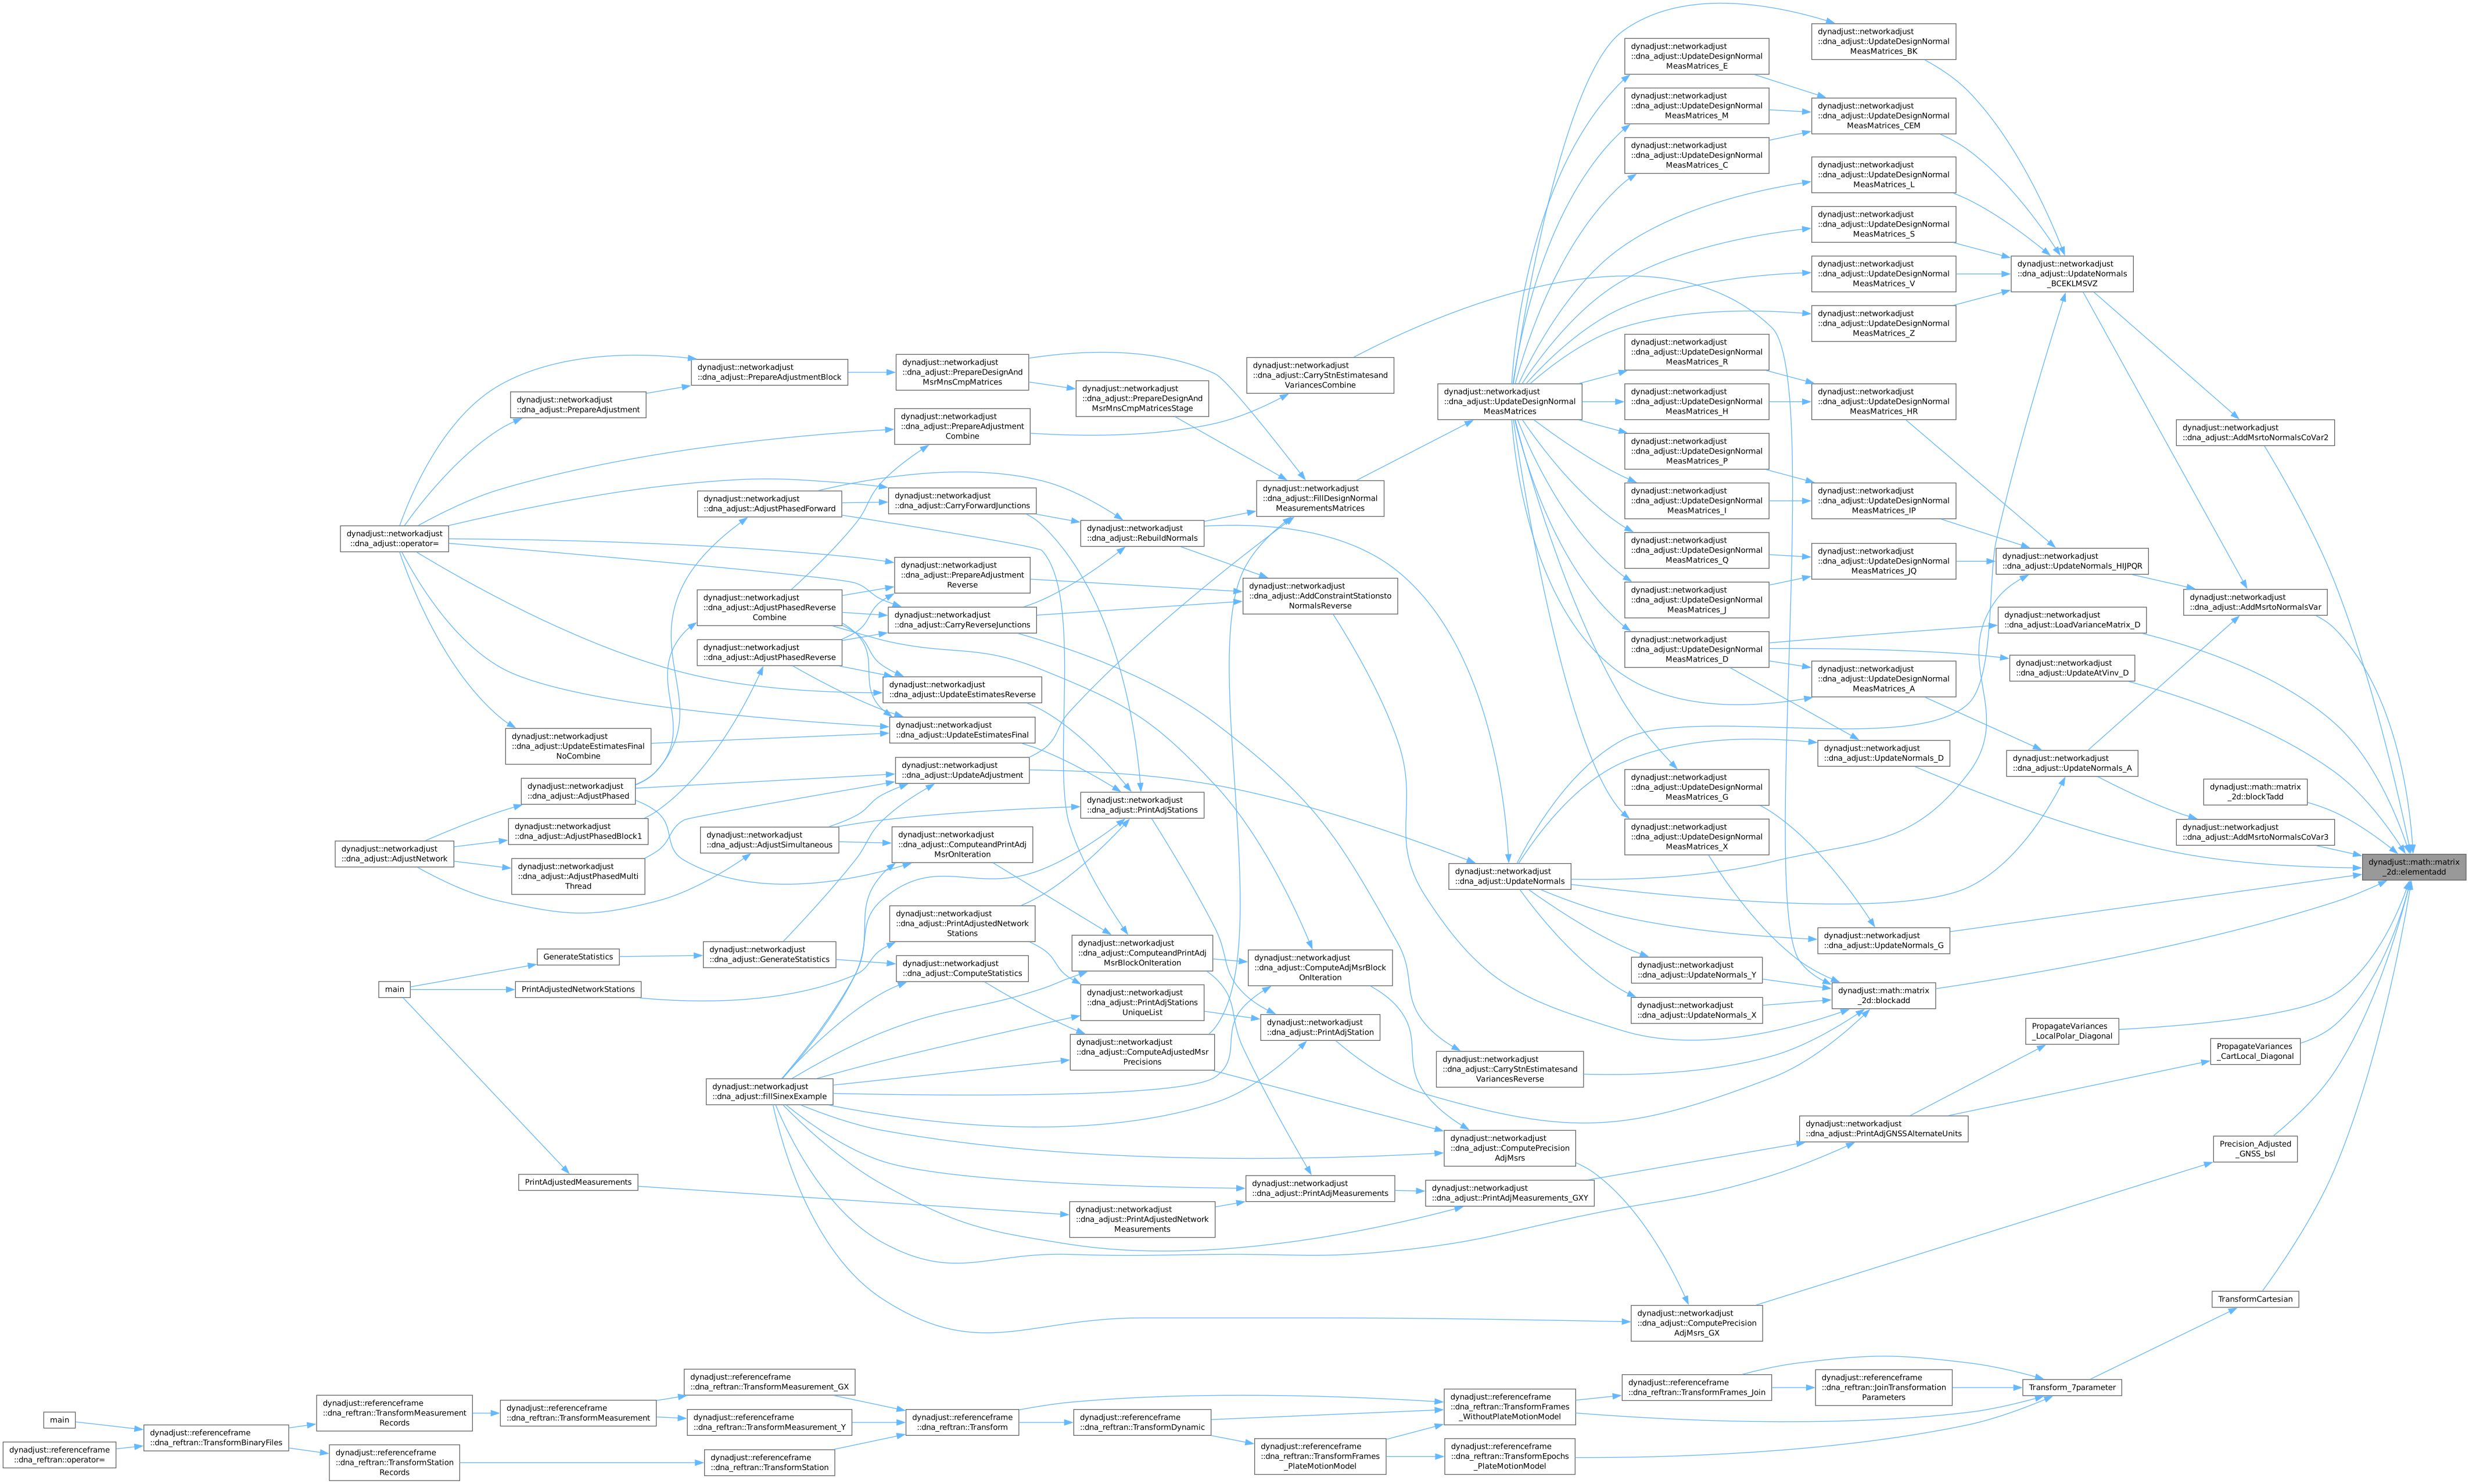 main
dynadjust::referenceframe
::dna_reftran::operator=
dynadjust::referenceframe
::dna_reftran::TransformBinaryFiles
dynadjust::referenceframe
::dna_reftran::TransformMeasurement
Records
dynadjust::referenceframe
::dna_reftran::TransformStation
Records
dynadjust::networkadjust
::dna_adjust::operator=
dynadjust::networkadjust
::dna_adjust::AdjustNetwork
main
dynadjust::networkadjust
::dna_adjust::PrepareAdjustment
dynadjust::networkadjust
::dna_adjust::UpdateEstimatesFinal
NoCombine
dynadjust::networkadjust
::dna_adjust::AdjustPhased
dynadjust::networkadjust
::dna_adjust::AdjustPhasedBlock1
dynadjust::networkadjust
::dna_adjust::AdjustPhasedMulti
Thread
GenerateStatistics
PrintAdjustedNetworkStations
PrintAdjustedMeasurements
dynadjust::referenceframe
::dna_reftran::TransformMeasurement
dynadjust::networkadjust
::dna_adjust::PrepareAdjustmentBlock
dynadjust::networkadjust
::dna_adjust::AdjustPhasedForward
dynadjust::networkadjust
::dna_adjust::AdjustPhasedReverse
Combine
dynadjust::networkadjust
::dna_adjust::AdjustPhasedReverse
dynadjust::networkadjust
::dna_adjust::AdjustSimultaneous
dynadjust::networkadjust
::dna_adjust::GenerateStatistics
dynadjust::networkadjust
::dna_adjust::fillSinexExample
dynadjust::referenceframe
::dna_reftran::TransformMeasurement_GX
dynadjust::referenceframe
::dna_reftran::TransformMeasurement_Y
dynadjust::referenceframe
::dna_reftran::TransformStation
dynadjust::networkadjust
::dna_adjust::PrepareDesignAnd
MsrMnsCmpMatrices
dynadjust::networkadjust
::dna_adjust::PrepareAdjustment
Combine
dynadjust::networkadjust
::dna_adjust::CarryForwardJunctions
dynadjust::networkadjust
::dna_adjust::PrepareAdjustment
Reverse
dynadjust::networkadjust
::dna_adjust::CarryReverseJunctions
dynadjust::networkadjust
::dna_adjust::UpdateEstimatesReverse
dynadjust::networkadjust
::dna_adjust::UpdateEstimatesFinal
dynadjust::networkadjust
::dna_adjust::UpdateAdjustment
dynadjust::networkadjust
::dna_adjust::ComputeandPrintAdj
MsrOnIteration
dynadjust::networkadjust
::dna_adjust::PrintAdjustedNetwork
Stations
dynadjust::networkadjust
::dna_adjust::ComputeStatistics
dynadjust::referenceframe
::dna_reftran::Transform
dynadjust::networkadjust
::dna_adjust::PrepareDesignAnd
MsrMnsCmpMatricesStage
dynadjust::networkadjust
::dna_adjust::RebuildNormals
dynadjust::networkadjust
::dna_adjust::PrintAdjStations
dynadjust::networkadjust
::dna_adjust::ComputeandPrintAdj
MsrBlockOnIteration
dynadjust::networkadjust
::dna_adjust::PrintAdjStations
UniqueList
dynadjust::networkadjust
::dna_adjust::ComputeAdjustedMsr
Precisions
dynadjust::networkadjust
::dna_adjust::PrintAdjustedNetwork
Measurements
dynadjust::referenceframe
::dna_reftran::TransformDynamic
dynadjust::networkadjust
::dna_adjust::CarryStnEstimatesand
VariancesCombine
dynadjust::networkadjust
::dna_adjust::FillDesignNormal
MeasurementsMatrices
dynadjust::networkadjust
::dna_adjust::AddConstraintStationsto
NormalsReverse
dynadjust::networkadjust
::dna_adjust::ComputeAdjMsrBlock
OnIteration
dynadjust::networkadjust
::dna_adjust::PrintAdjStation
dynadjust::networkadjust
::dna_adjust::PrintAdjMeasurements
dynadjust::referenceframe
::dna_reftran::TransformFrames
_PlateMotionModel
dynadjust::networkadjust
::dna_adjust::UpdateDesignNormal
MeasMatrices
dynadjust::networkadjust
::dna_adjust::UpdateNormals
dynadjust::networkadjust
::dna_adjust::CarryStnEstimatesand
VariancesReverse
dynadjust::networkadjust
::dna_adjust::ComputePrecision
AdjMsrs
dynadjust::networkadjust
::dna_adjust::PrintAdjMeasurements_GXY
dynadjust::referenceframe
::dna_reftran::TransformFrames
_WithoutPlateMotionModel
dynadjust::referenceframe
::dna_reftran::TransformEpochs
_PlateMotionModel
dynadjust::networkadjust
::dna_adjust::UpdateDesignNormal
MeasMatrices_E
dynadjust::networkadjust
::dna_adjust::UpdateDesignNormal
MeasMatrices_M
dynadjust::networkadjust
::dna_adjust::UpdateDesignNormal
MeasMatrices_C
dynadjust::networkadjust
::dna_adjust::UpdateDesignNormal
MeasMatrices_R
dynadjust::networkadjust
::dna_adjust::UpdateDesignNormal
MeasMatrices_H
dynadjust::networkadjust
::dna_adjust::UpdateDesignNormal
MeasMatrices_P
dynadjust::networkadjust
::dna_adjust::UpdateDesignNormal
MeasMatrices_I
dynadjust::networkadjust
::dna_adjust::UpdateDesignNormal
MeasMatrices_Q
dynadjust::networkadjust
::dna_adjust::UpdateDesignNormal
MeasMatrices_J
dynadjust::networkadjust
::dna_adjust::UpdateDesignNormal
MeasMatrices_D
dynadjust::networkadjust
::dna_adjust::UpdateDesignNormal
MeasMatrices_G
dynadjust::networkadjust
::dna_adjust::UpdateDesignNormal
MeasMatrices_X
dynadjust::networkadjust
::dna_adjust::UpdateNormals_Y
dynadjust::networkadjust
::dna_adjust::UpdateNormals_X
dynadjust::networkadjust
::dna_adjust::ComputePrecision
AdjMsrs_GX
dynadjust::referenceframe
::dna_reftran::TransformFrames_Join
dynadjust::networkadjust
::dna_adjust::UpdateDesignNormal
MeasMatrices_BK
dynadjust::networkadjust
::dna_adjust::UpdateDesignNormal
MeasMatrices_CEM
dynadjust::networkadjust
::dna_adjust::UpdateDesignNormal
MeasMatrices_L
dynadjust::networkadjust
::dna_adjust::UpdateDesignNormal
MeasMatrices_S
dynadjust::networkadjust
::dna_adjust::UpdateDesignNormal
MeasMatrices_V
dynadjust::networkadjust
::dna_adjust::UpdateDesignNormal
MeasMatrices_Z
dynadjust::networkadjust
::dna_adjust::UpdateDesignNormal
MeasMatrices_HR
dynadjust::networkadjust
::dna_adjust::UpdateDesignNormal
MeasMatrices_IP
dynadjust::networkadjust
::dna_adjust::UpdateDesignNormal
MeasMatrices_JQ
dynadjust::networkadjust
::dna_adjust::UpdateDesignNormal
MeasMatrices_A
dynadjust::networkadjust
::dna_adjust::UpdateNormals_D
dynadjust::networkadjust
::dna_adjust::UpdateNormals_G
dynadjust::math::matrix
_2d::blockadd
dynadjust::networkadjust
::dna_adjust::PrintAdjGNSSAlternateUnits
dynadjust::referenceframe
::dna_reftran::JoinTransformation
Parameters
dynadjust::networkadjust
::dna_adjust::UpdateNormals
_BCEKLMSVZ
dynadjust::networkadjust
::dna_adjust::UpdateNormals_HIJPQR
dynadjust::networkadjust
::dna_adjust::LoadVarianceMatrix_D
dynadjust::networkadjust
::dna_adjust::UpdateAtVinv_D
dynadjust::networkadjust
::dna_adjust::UpdateNormals_A
PropagateVariances
_LocalPolar_Diagonal
Transform_7parameter
dynadjust::networkadjust
::dna_adjust::AddMsrtoNormalsCoVar2
dynadjust::networkadjust
::dna_adjust::AddMsrtoNormalsVar
dynadjust::math::matrix
_2d::blockTadd
dynadjust::networkadjust
::dna_adjust::AddMsrtoNormalsCoVar3
PropagateVariances
_CartLocal_Diagonal
Precision_Adjusted
_GNSS_bsl
TransformCartesian
dynadjust::math::matrix
_2d::elementadd